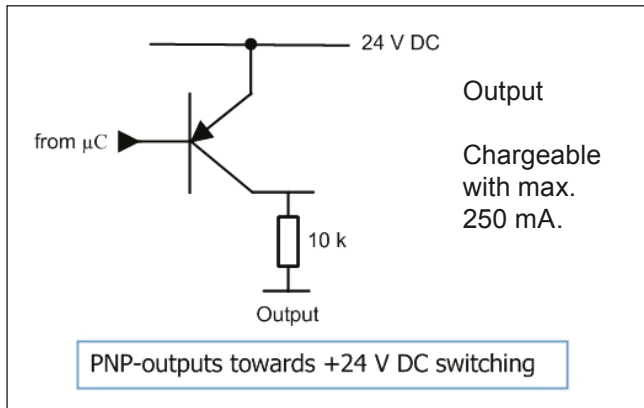 24 V DC
Output
from µC
Chargeable
with max.
250 mA.
10 k
Output
PNP-outputs towards +24 V DC switching